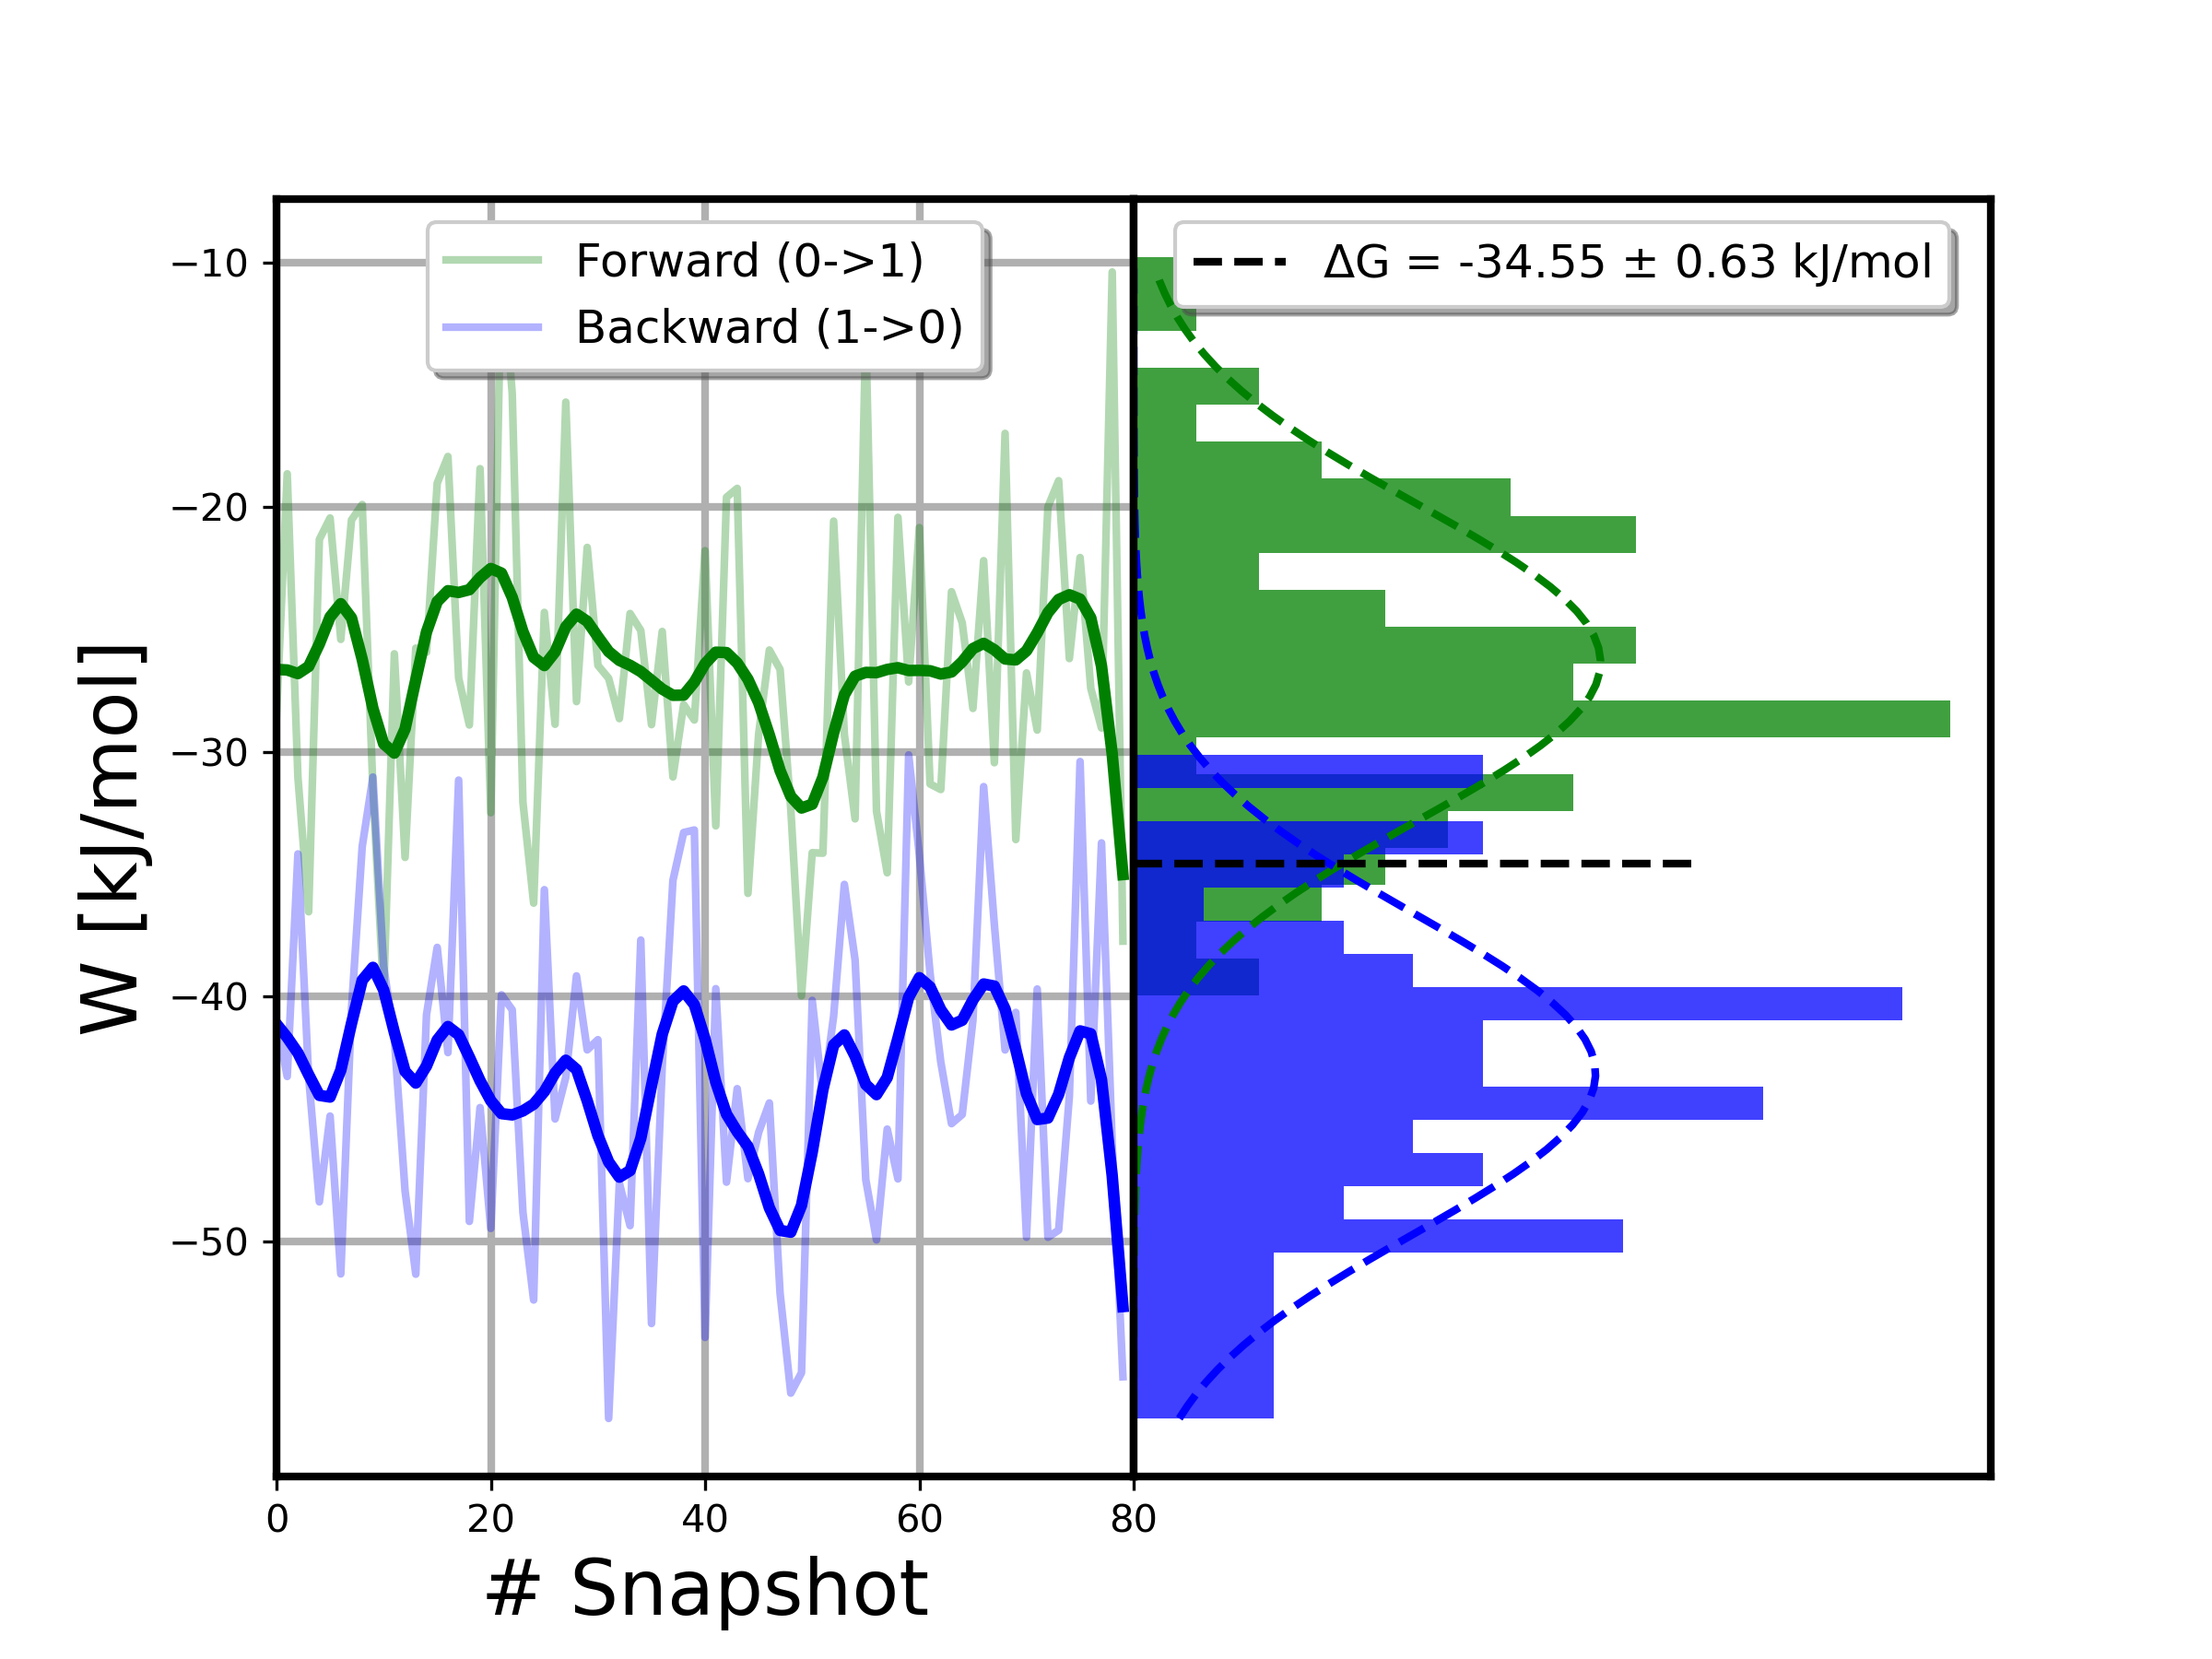 Forward (0->1)
Backward (1->0)
ΔG = -34.55 ± 0.63 kJ/mol
W [kJ/mol]
−10
−20
−30
−40
−50
0 20 40 60 80
# Snapshot